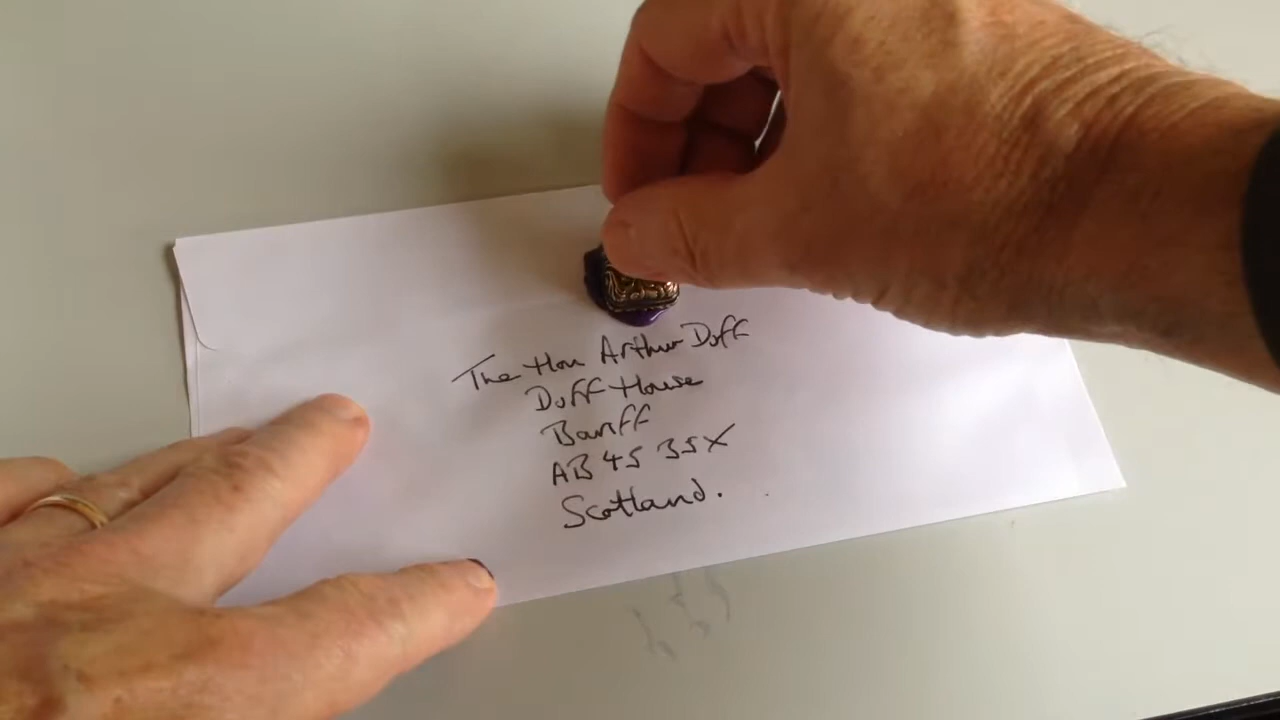 The Hon Arthur Duff
Duff House
Banff
AB45 3SX
Scotland.